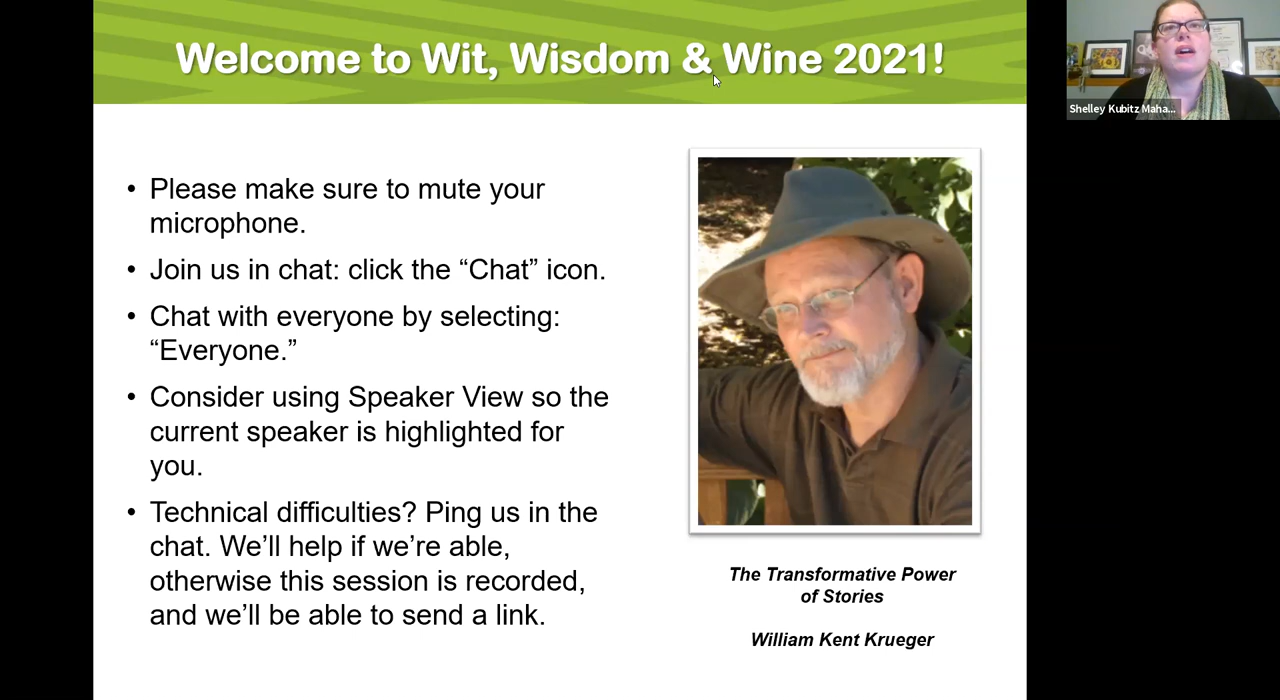 Welcome to Wit, Wisdom & Wine 2021!
Shelley Kubitz Maha...
• Please make sure to mute your
microphone.
• Join us in chat: click the “Chat” icon.
• Chat with everyone by selecting:
“Everyone.”
• Consider using Speaker View so the
current speaker is highlighted for
you.
• Technical difficulties? Ping us in the
chat. We’ll help if we’re able,
otherwise this session is recorded,
and we’ll be able to send a link.
The Transformative Power
of Stories
William Kent Krueger